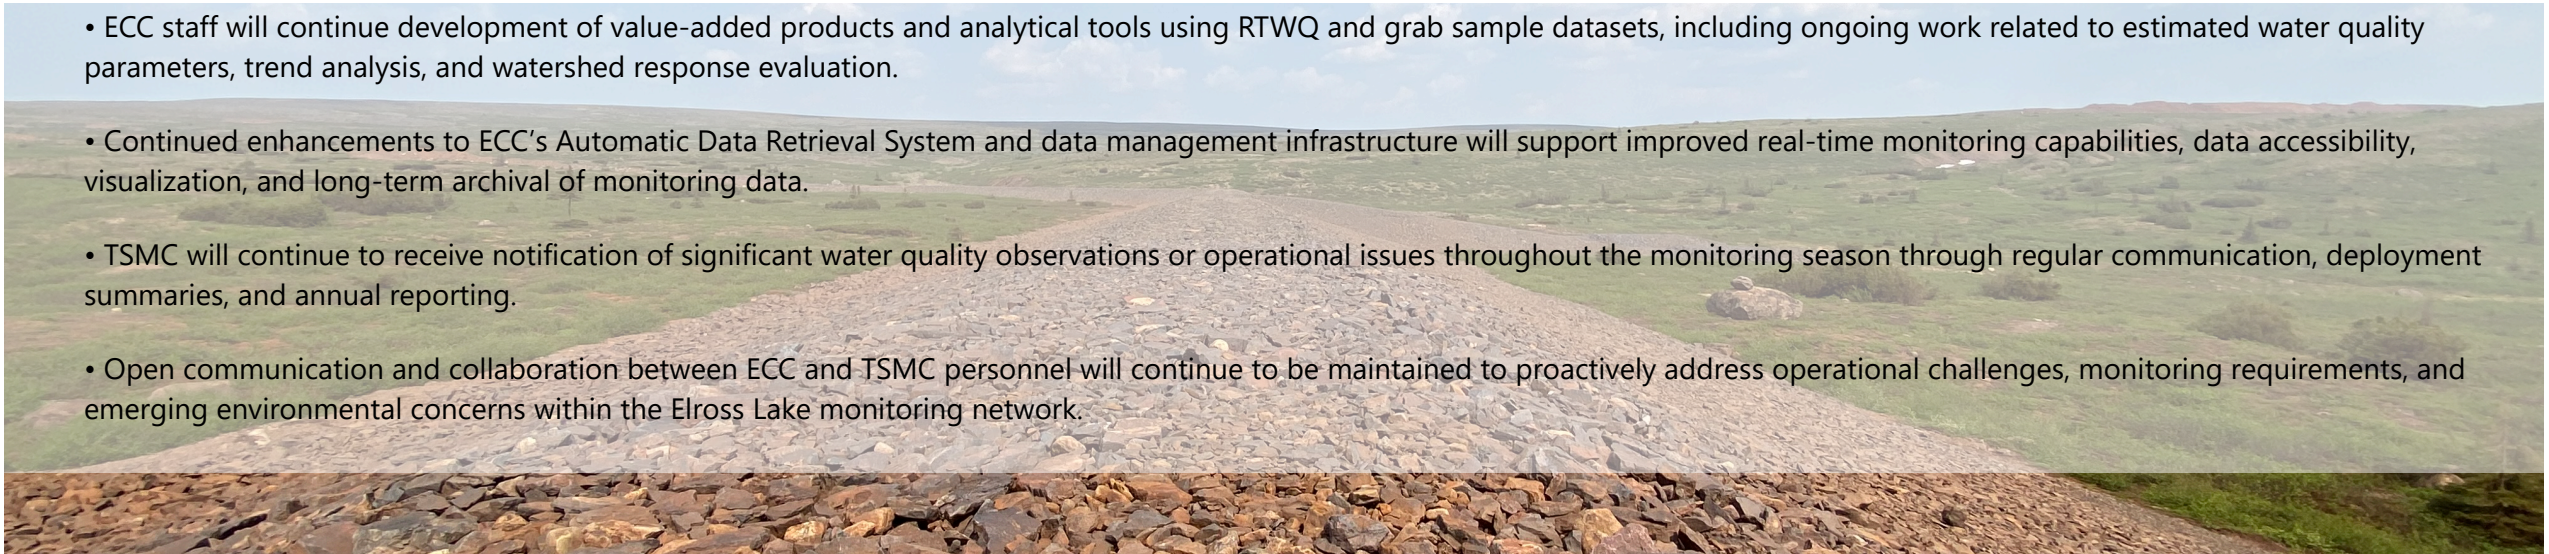 • ECC staff will continue development of value-added products and analytical tools using RTWQ and grab sample datasets, including ongoing work related to estimated water quality
parameters, trend analysis, and watershed response evaluation.
• Continued enhancements to ECC’s Automatic Data Retrieval System and data management infrastructure will support improved real-time monitoring capabilities, data accessibility,
visualization, and long-term archival of monitoring data.
• TSMC will continue to receive notification of significant water quality observations or operational issues throughout the monitoring season through regular communication, deployment
summaries, and annual reporting.
• Open communication and collaboration between ECC and TSMC personnel will continue to be maintained to proactively address operational challenges, monitoring requirements, and
emerging environmental concerns within the Elross Lake monitoring network.